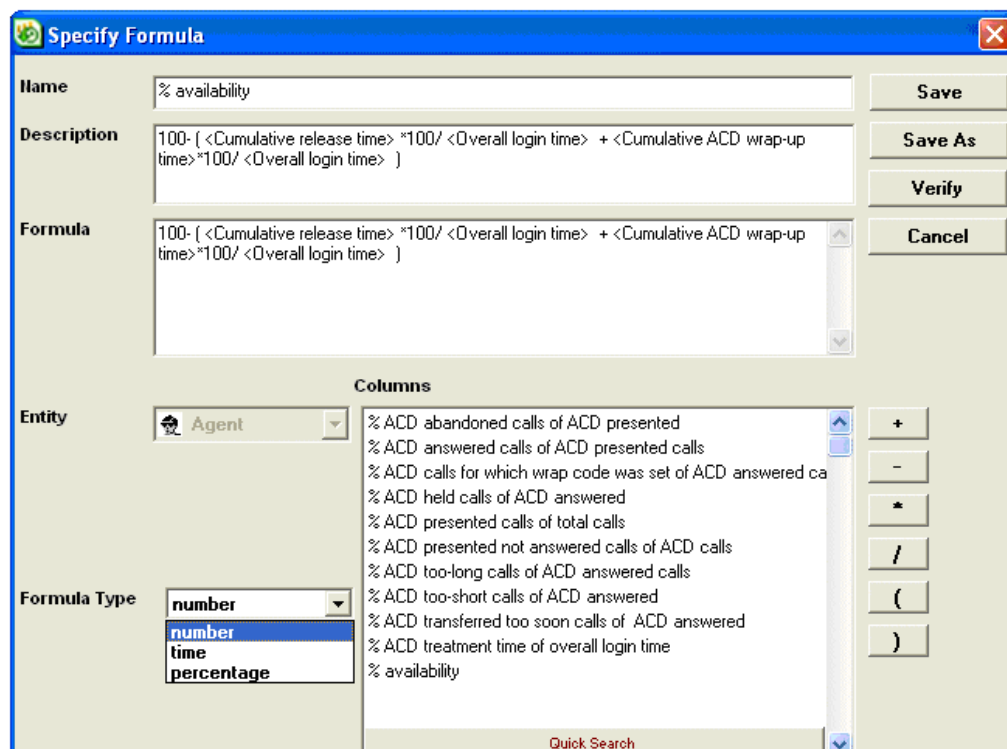 Specify Formula
Name
% availability
Save
Description
100- ( <Cumulative release time> *100/ <Overall login time>  + <Cumulative ACD wrap-up
time>*100/ <Overall login time>  )
Save As
Verify
Formula
100- ( <Cumulative release time> *100/ <Overall login time>  + <Cumulative ACD wrap-up
time>*100/ <Overall login time>  )
Cancel
Columns
Entity
Agent
% ACD abandoned calls of ACD presented
% ACD answered calls of ACD presented calls
% ACD calls for which wrap code was set of ACD answered ca
% ACD held calls of ACD answered
% ACD presented calls of total calls
% ACD presented not answered calls of ACD calls
% ACD too-long calls of ACD answered calls
% ACD too-short calls of ACD answered
% ACD transferred too soon calls of  ACD answered
% ACD treatment time of overall login time
% availability
Quick Search
+
-
*
/
(
)
Formula Type
number
number
time
percentage